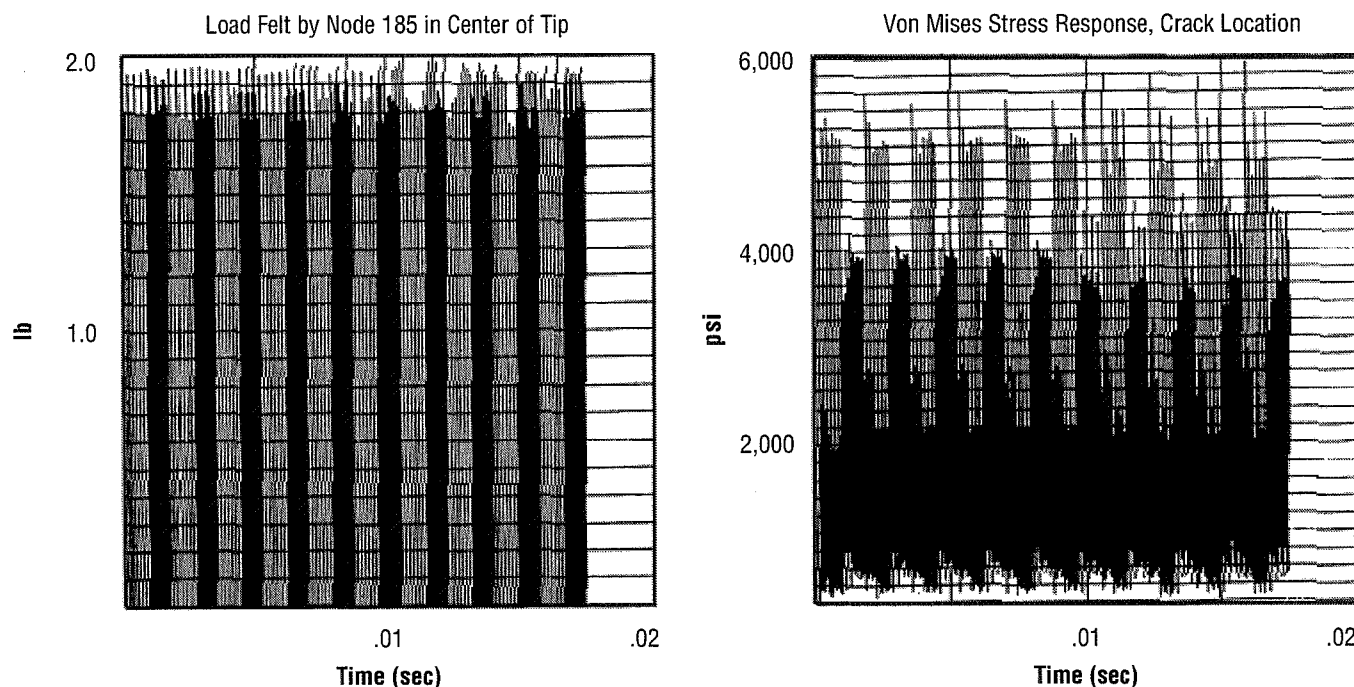 Load Felt by Node 185 in Center of Tip
2.0
1.0
lb
.01
.02
Time (sec)
Von Mises Stress Response, Crack Location
6,000
4,000
2,000
psi
.01
.02
Time (sec)